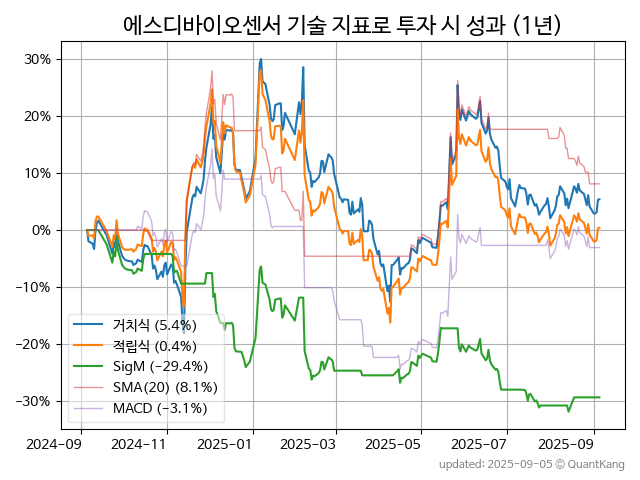 에스디바이오센서 기술 지표로 투자 시 성과 (1년)
30%
20%
10%
0%
−10%
−20%
−30%
거치식 (5.4%)
적립식 (0.4%)
SigM (−29.4%)
SMA(20) (8.1%)
MACD (−3.1%)
2024-09 2024-11 2025-01 2025-03 2025-05 2025-07 2025-09
updated: 2025-09-05 © QuantKang